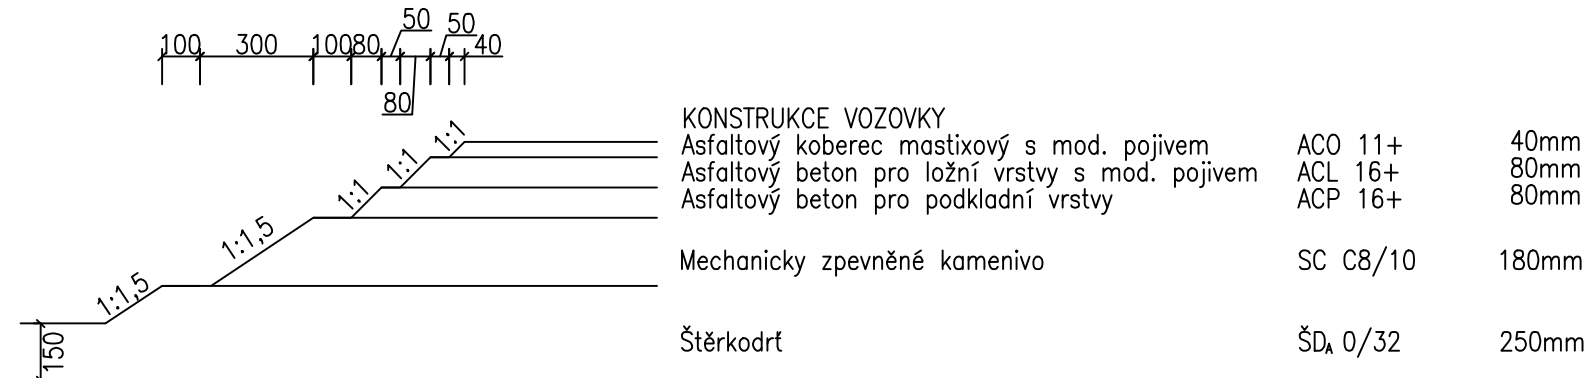 50 50
100 300 100 80 40
80
KONSTRUKCE VOZOVKY
Asfaltový koberec mastixový s mod. pojivem ACO 11+ 40mm
Asfaltový beton pro ložní vrstvy s mod. pojivem ACL 16+ 80mm
Asfaltový beton pro podkladní vrstvy ACP 16+ 80mm
1:1
1:1
1:1
1:1,5
Mechanicky zpevněné kamenivo SC C8/10 180mm
1:1,5
150
Štěrkodrť ŠDA 0/32 250mm